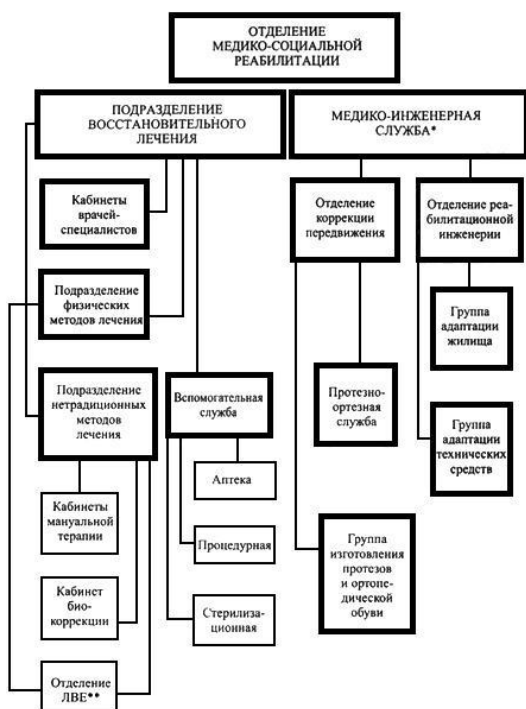 ОТДЕЛЕНИЕ
МЕДИКО-СОЦИАЛЬНОЙ
РЕАБИЛИТАЦИИ
ПОДРАЗДЕЛЕНИЕ
ВОССТАНОВИТЕЛЬНОГО
ЛЕЧЕНИЯ
МЕДИКО-ИНЖЕНЕРНАЯ
СЛУЖБА*
Кабинеты
врачей-
специалистов
Отделение
коррекции
передвижения
Отделение реа-
билитационной
инженерии
Подразделение
физических
методов лечения
Группа
адаптации
жилища
Подразделение
нетрадиционных
методов
лечения
Вспомогательная
служба
Протезно-
ортезная
служба
Группа
адаптации
технических
средств
Аптека
Кабинеты
мануальной
терапии
Процедурная
Группа
изготовления
протезов
и ортопе-
дической
обуви
Кабинет
био-
коррекции
Стерилиза-
ционная
Отделение
ЛВЕ**